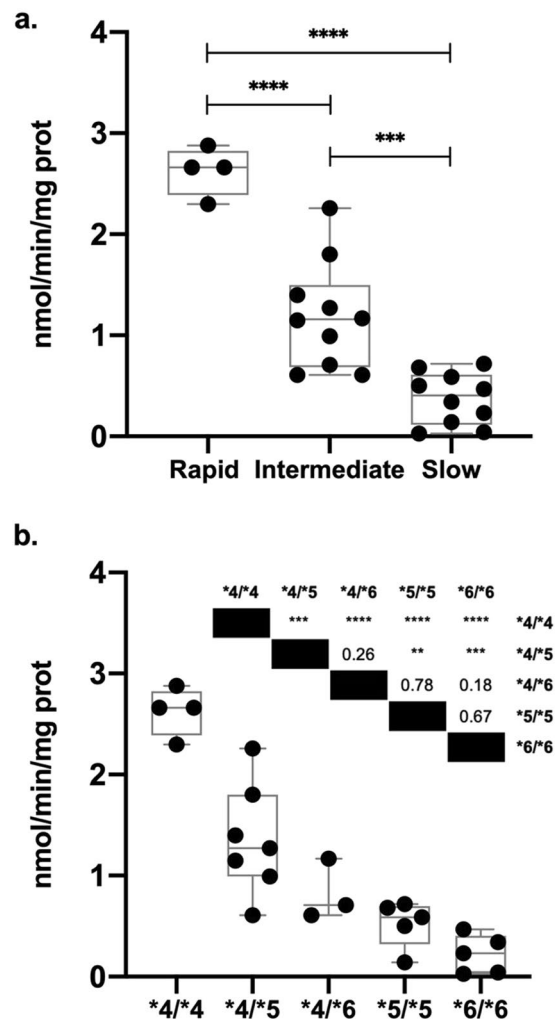 a.
nmol/min/mg prot
4
3
2
1
0
****
****
***
Rapid Intermediate Slow
b.
nmol/min/mg prot
4
3
2
1
0
*4/*4 *4/*5 *4/*6 *5/*5 *6/*6
*** **** **** **** *4/*4
0.26 ** *** *4/*5
0.78 0.18 *4/*6
0.67 *5/*5
*6/*6
*4/*4 *4/*5 *4/*6 *5/*5 *6/*6